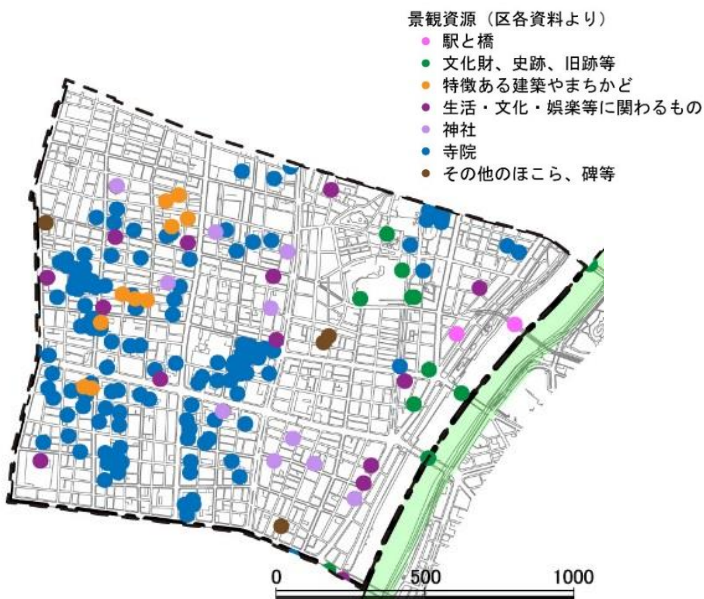 景観資源（区各資料より）
駅と橋
文化財、史跡、旧跡等
特徴ある建築やまちかど
生活・文化・娯楽等に関わるもの
神社
寺院
その他のほこら、碑等
0 500 1000